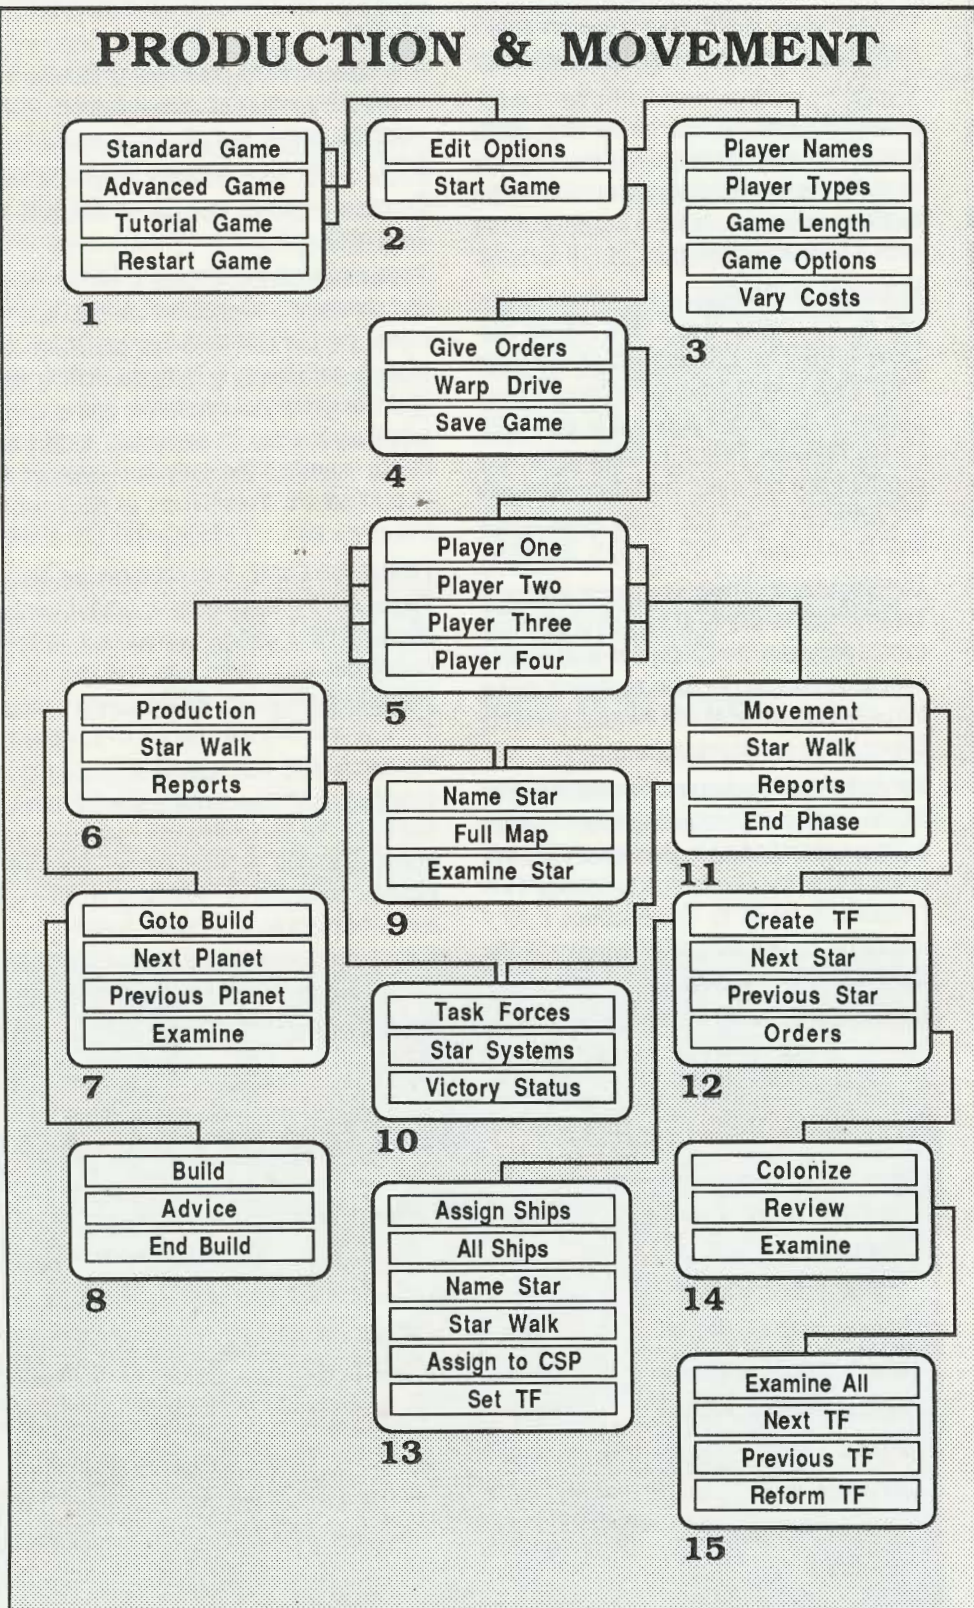 PRODUCTION & MOVEMENT
Standard Game
Advanced Game
Tutorial Game
Restart Game
1
Edit Options
Start Game
2
Player Names
Player Types
Game Length
Game Options
Vary Costs
3
Give Orders
Warp Drive
Save Game
4
Player One
Player Two
Player Three
Player Four
5
Production
Star Walk
Reports
6
Goto Build
Next Planet
Previous Planet
Examine
7
Build
Advice
End Build
8
Name Star
Full Map
Examine Star
9
Task Forces
Star Systems
Victory Status
10
Movement
Star Walk
Reports
End Phase
11
Create TF
Next Star
Previous Star
Orders
12
Assign Ships
All Ships
Name Star
Star Walk
Assign to CSP
Set TF
13
Colonize
Review
Examine
14
Examine All
Next TF
Previous TF
Reform TF
15